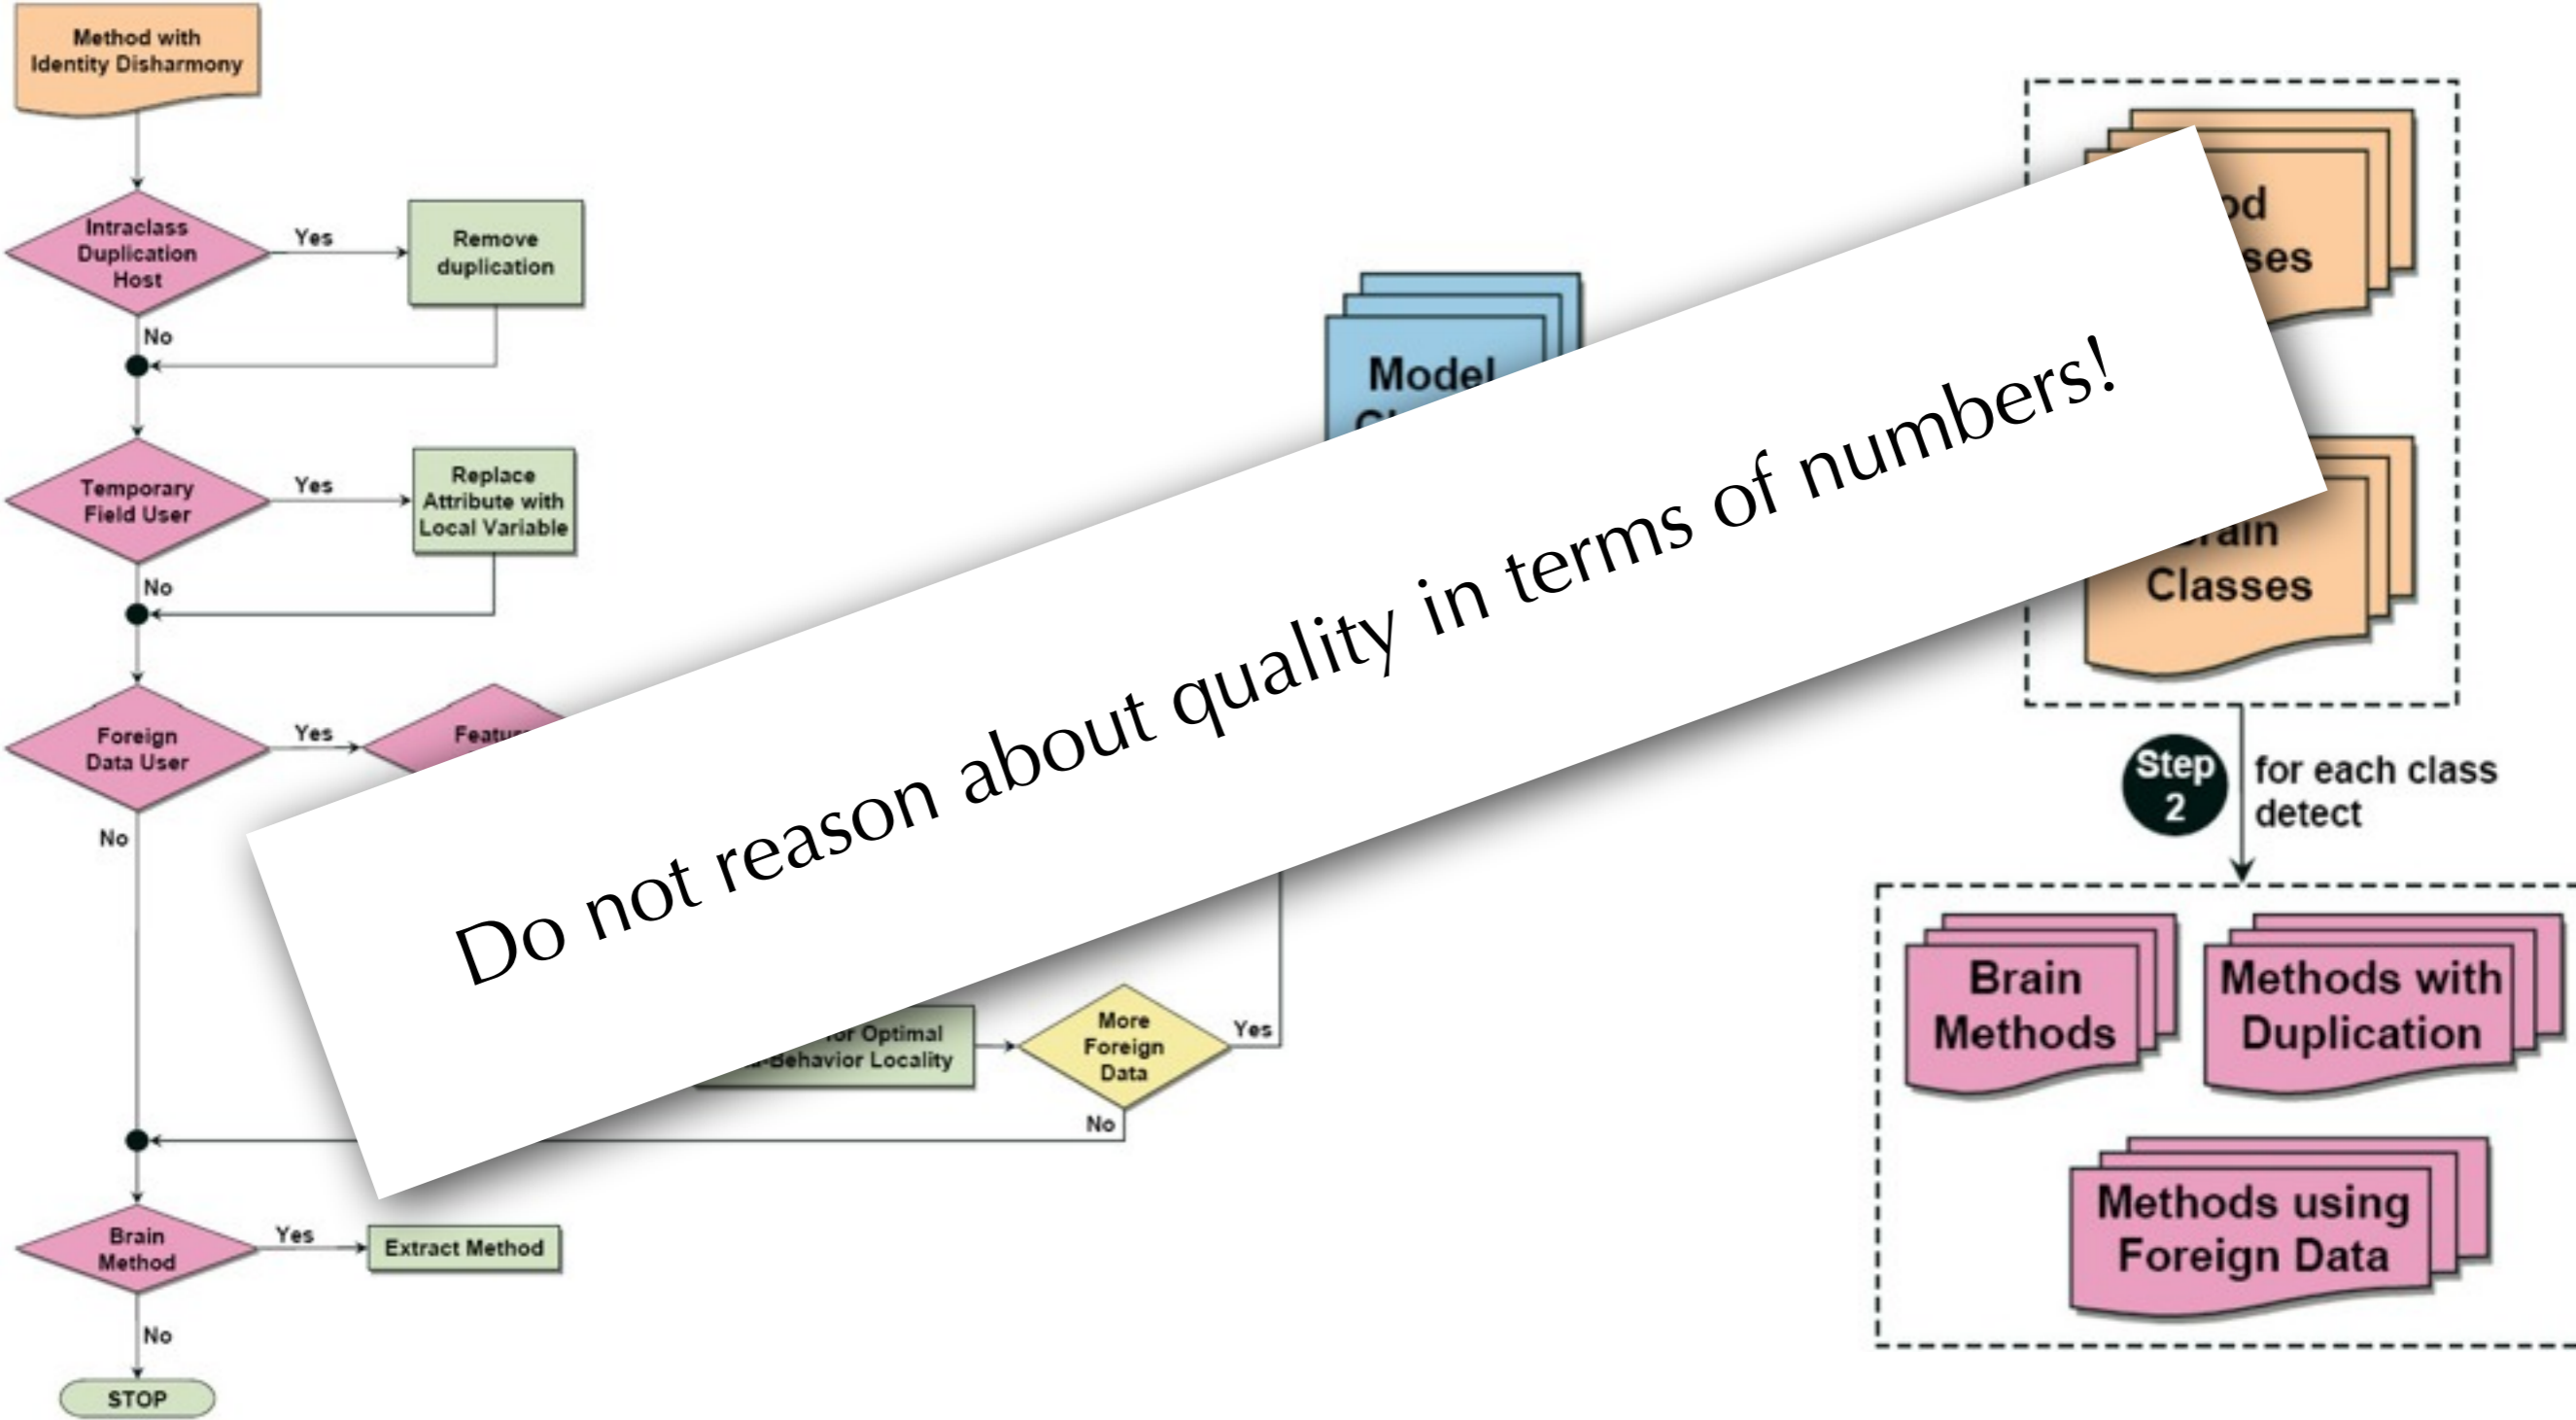 Method with
Identity Disharmony
Intraclass
Duplication
Host
Yes
Remove
duplication
No
Temporary
Field User
Yes
Replace
Attribute with
Local Variable
No
Foreign
Data User
Yes
No
Optimal
Behavior Locality
More
Foreign
Data
Yes
No
Brain
Method
Yes
Extract Method
No
STOP
Do not reason about quality in terms of numbers!
Model
Classes
Step
2
for each class
detect
Brain
Methods
Methods with
Duplication
Methods using
Foreign Data